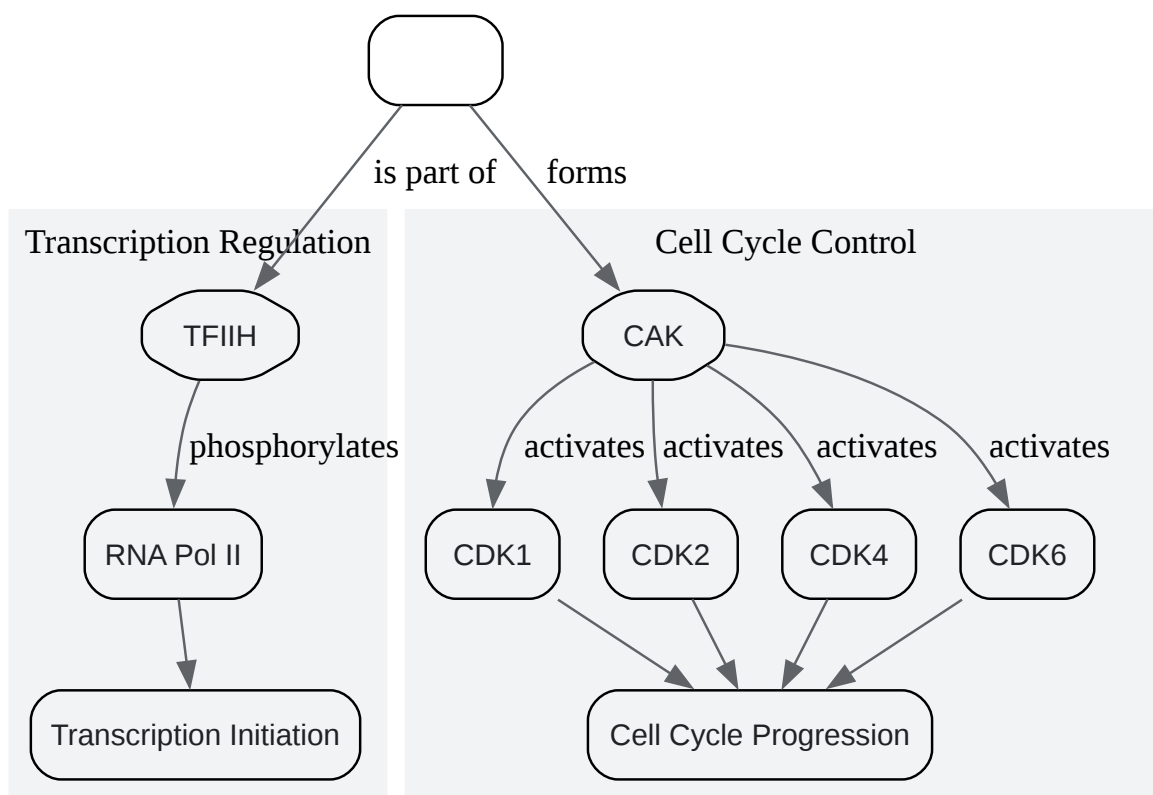 is part of
forms
Transcription Regulation
Cell Cycle Control
TFIIH
CAK
phosphorylates
activates
activates
activates
activates
RNA Pol II
CDK1
CDK2
CDK4
CDK6
Transcription Initiation
Cell Cycle Progression